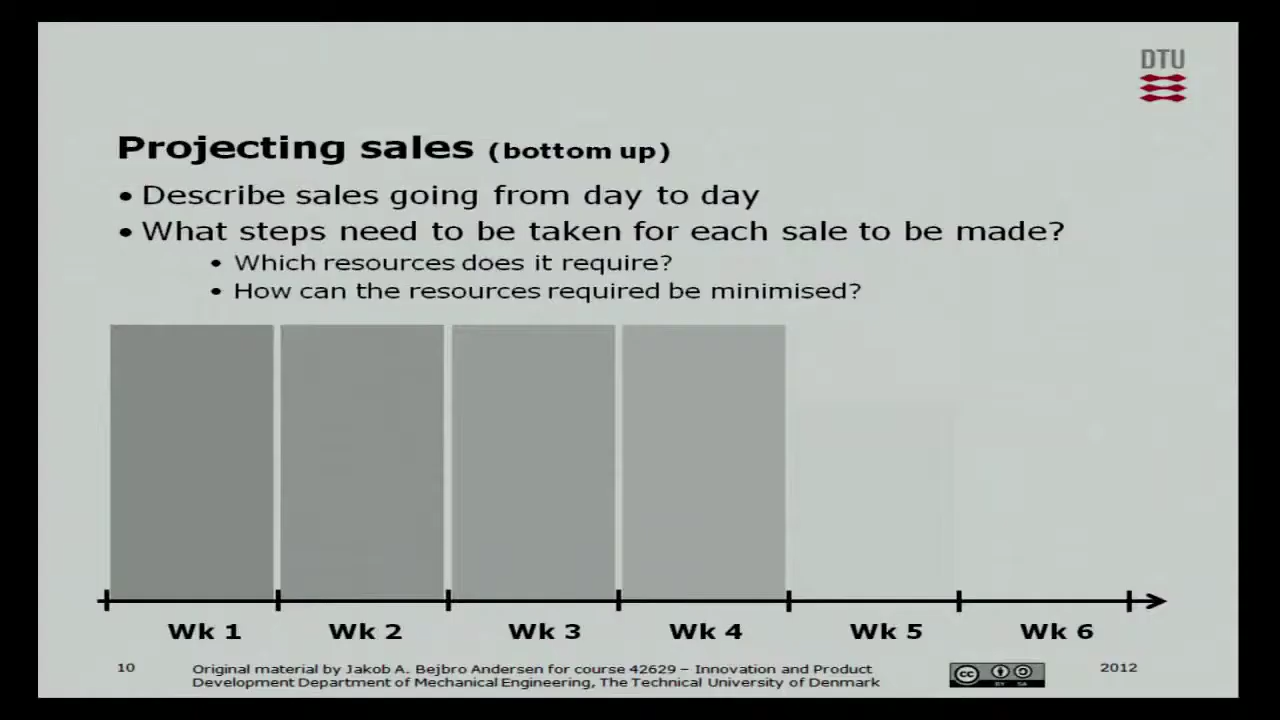 DTU
Projecting sales (bottom up)
• Describe sales going from day to day
• What steps need to be taken for each sale to be made?
• Which resources does it require?
• How can the resources required be minimised?
Wk 1 Wk 2 Wk 3 Wk 4 Wk 5 Wk 6
10
Original material by Jakob A. Bejbro Andersen for course 42629 – Innovation and Product
Development Department of Mechanical Engineering, The Technical University of Denmark
cc
BY SA
2012